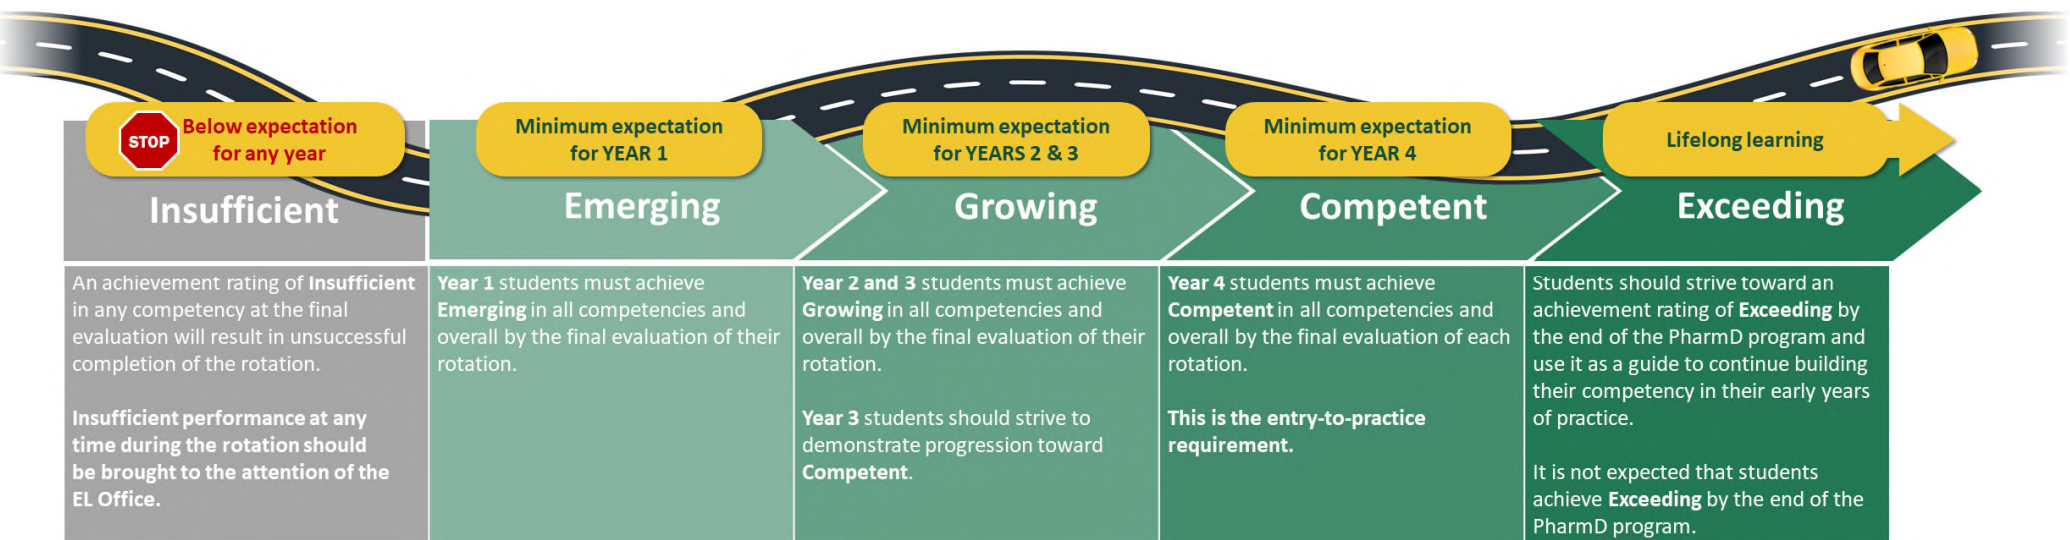 STOP
Below expectation
for any year
Insufficient
An achievement rating of Insufficient
in any competency at the final
evaluation will result in unsuccessful
completion of the rotation.
Insufficient performance at any
time during the rotation should
be brought to the attention of the
EL Office.
Minimum expectation
for YEAR 1
Emerging
Year 1 students must achieve
Emerging in all competencies and
overall by the final evaluation of their
rotation.
Minimum expectation
for YEARS 2 & 3
Growing
Year 2 and 3 students must achieve
Growing in all competencies and
overall by the final evaluation of their
rotation.
Year 3 students should strive to
demonstrate progression toward
Competent.
Minimum expectation
for YEAR 4
Competent
Year 4 students must achieve
Competent in all competencies and
overall by the final evaluation of each
rotation.
This is the entry-to-practice
requirement.
Lifelong learning
Exceeding
Students should strive toward an
achievement rating of Exceeding by
the end of the PharmD program and
use it as a guide to continue building
their competency in their early years
of practice.
It is not expected that students
achieve Exceeding by the end of the
PharmD program.